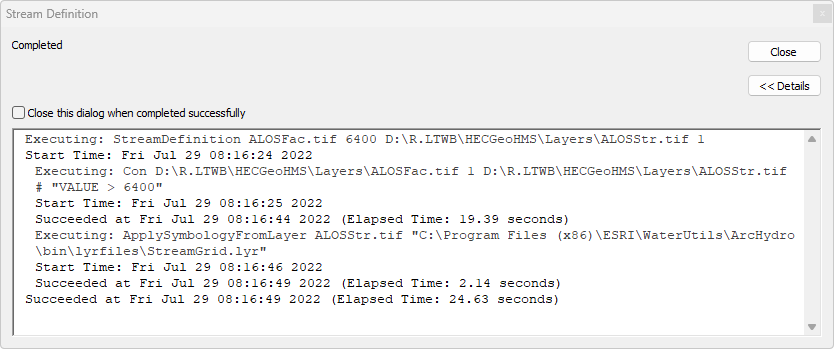 Stream Definition
Completed
Close
<< Details
Close this dialog when completed successfully
Executing: StreamDefinition ALOSFac.tif 6400 D:\R.LTWB\HECGeoHMS\Layers\ALOSStr.tif 1
Start Time: Fri Jul 29 08:16:24 2022
Executing: Con D:\R.LTWB\HECGeoHMS\Layers\ALOSFac.tif 1 D:\R.LTWB\HECGeoHMS\Layers\ALOSStr.tif
# "VALUE > 6400"
Start Time: Fri Jul 29 08:16:25 2022
Succeeded at Fri Jul 29 08:16:44 2022 (Elapsed Time: 19.39 seconds)
Executing: ApplySymbologyFromLayer ALOSStr.tif "C:\Program Files (x86)\ESRI\WaterUtils\ArcHydro
\bin\lyrfiles\StreamGrid.lyr"
Start Time: Fri Jul 29 08:16:46 2022
Succeeded at Fri Jul 29 08:16:49 2022 (Elapsed Time: 2.14 seconds)
Succeeded at Fri Jul 29 08:16:49 2022 (Elapsed Time: 24.63 seconds)